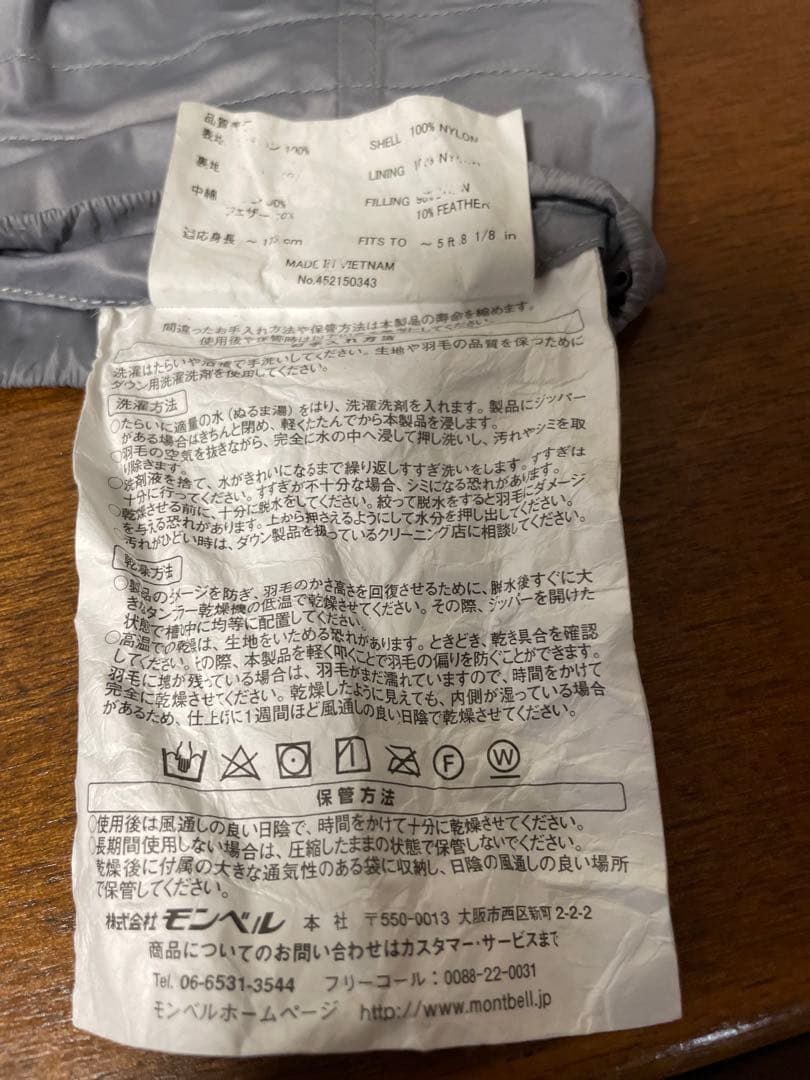 品質
表地 100%
SHELL 100% NYLON
裏地
LINING
中綿
フェザー
FILLING
10% FEATHER
適応身長 ～ cm
FITS TO ～5ft.8 1/8 in
MADE IN VIETNAM
No.452150343
間違ったお手入れ方法や保管方法は本製品の寿命を縮めます。
使用後や保管時は してください。
お手入れ方法
洗濯はたらいや浴槽で手洗いしてください。生地や羽毛の品質を保つために
ダウン用洗濯洗剤を使用してください。
洗濯方法
○たらいに適量の水(ぬるま湯)をはり、洗濯洗剤を入れます。製品にジッパー
がある場合はきちんと閉め、軽くたたんでから本製品を浸します。
○羽毛の空気を抜きながら、完全に水の中へ浸して押し洗いし、汚れやシミを取
り除きます。
○洗剤液を捨て、水がきれいになるまで繰り返しすすぎ洗いをします。すすぎは
十分に行ってください。すすぎが不十分な場合、シミになる恐れがあります。
○乾燥させる前に、十分に脱水をしてください。絞って脱水をすると羽毛にダメージ
を与える恐れがあります。上から押さえるようにして水分を押し出してください。
汚れがひどい時は、ダウン製品を扱っているクリーニング店に相談してください。
乾燥方法
○製品のダメージを防ぎ、羽毛のかさ高さを回復させるために、脱水後すぐに大
きなタンブラー乾燥機の低温で乾燥させてください。その際、ジッパーを開けた
状態で槽の中に均等に配置してください。
○高温での乾燥は、生地をいためる恐れがあります。ときどき、乾き具合を確認
してください。その際、本製品を軽く叩くことで羽毛の偏りを防ぐことができます。
羽毛に塊が残っている場合は、羽毛がまだ濡れていますので、時間をかけて
完全に乾燥させてください。乾燥したように見えても、内側が湿っている場合
があるため、仕上げに1週間ほど風通しの良い日陰で乾燥させてください。
F W
保管方法
○使用後は風通しの良い日陰で、時間をかけて十分に乾燥させてください。
○長期間使用しない場合は、圧縮したままの状態で保管しないでください。
乾燥後に付属の大きな通気性のある袋に収納し、日陰の風通しの良い場所
で保管してください。
株式会社 モンベル 本 社 〒550-0013 大阪市西区新町2-2-2
商品についてのお問い合わせはカスタマー・サービスまで
Tel. 06-6531-3544 フリーコール:0088-22-0031
モンベルホームページ http://www.montbell.jp